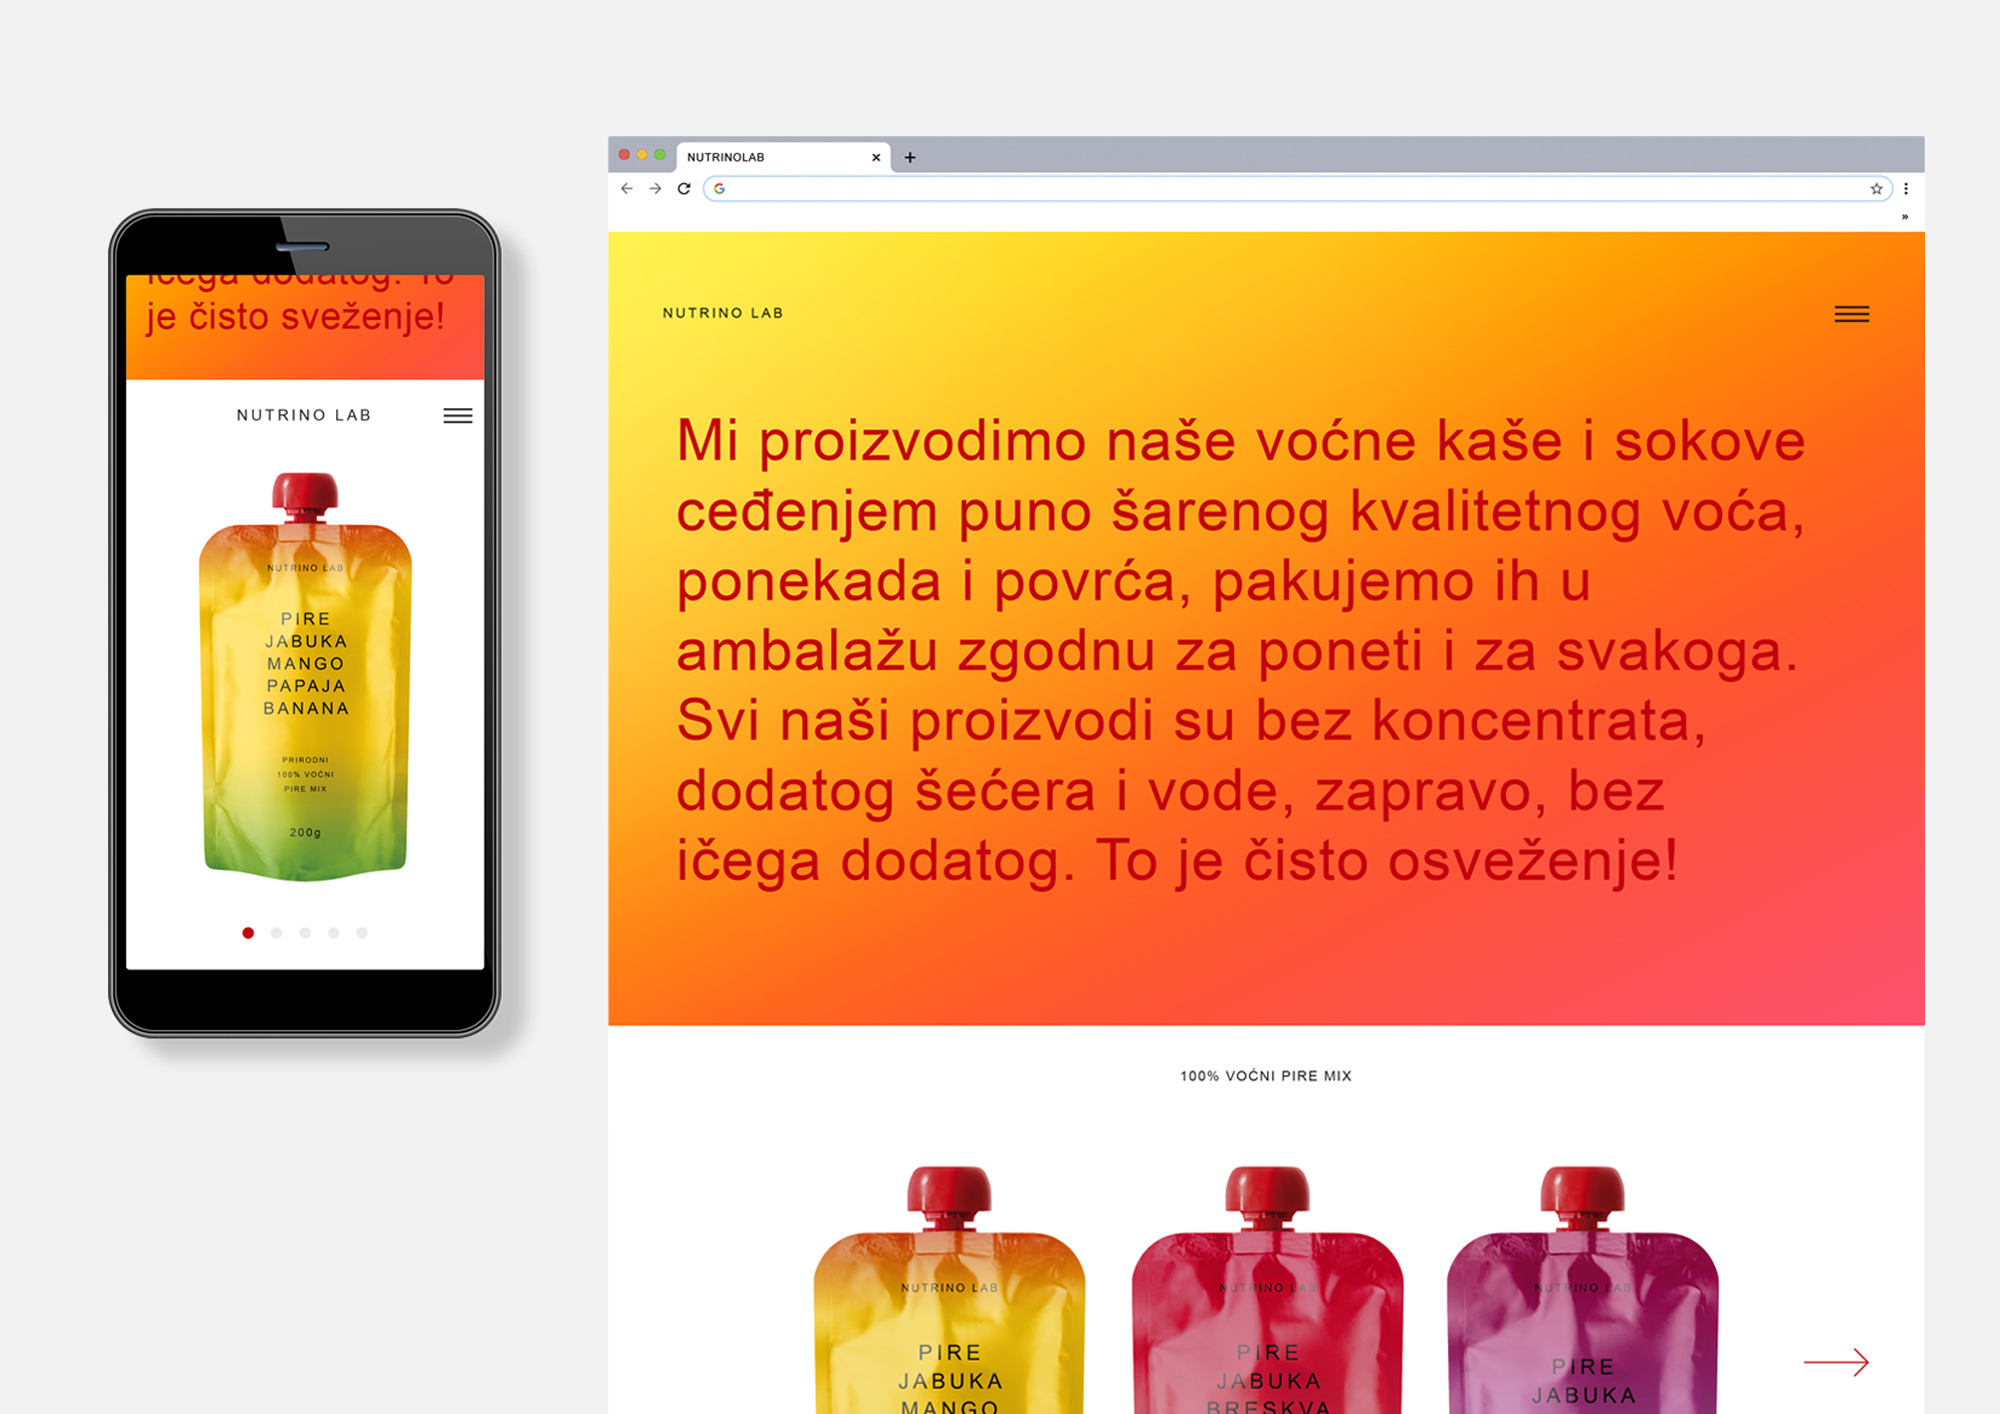 ičega dodatog. To
je čisto sveženje!
NUTRINO LAB
NUTRINO LAB
PIRE
JABUKA
MANGO
PAPAJA
BANANA
PRIRODNI
100% VOĆNI
PIRE MIX
200g
NUTRINOLAB
NUTRINO LAB
Mi proizvodimo naše voćne kaše i sokove
ceđenjem puno šarenog kvalitetnog voća,
ponekada i povrća, pakujemo ih u
ambalažu zgodnu za poneti i za svakoga.
Svi naši proizvodi su bez koncentrata,
dodatog šećera i vode, zapravo, bez
ičega dodatog. To je čisto osveženje!
100% VOĆNI PIRE MIX
NUTRINO LAB
PIRE
JABUKA
MANGO
NUTRINO LAB
PIRE
JABUKA
BRESKVA
NUTRINO LAB
PIRE
JABUKA